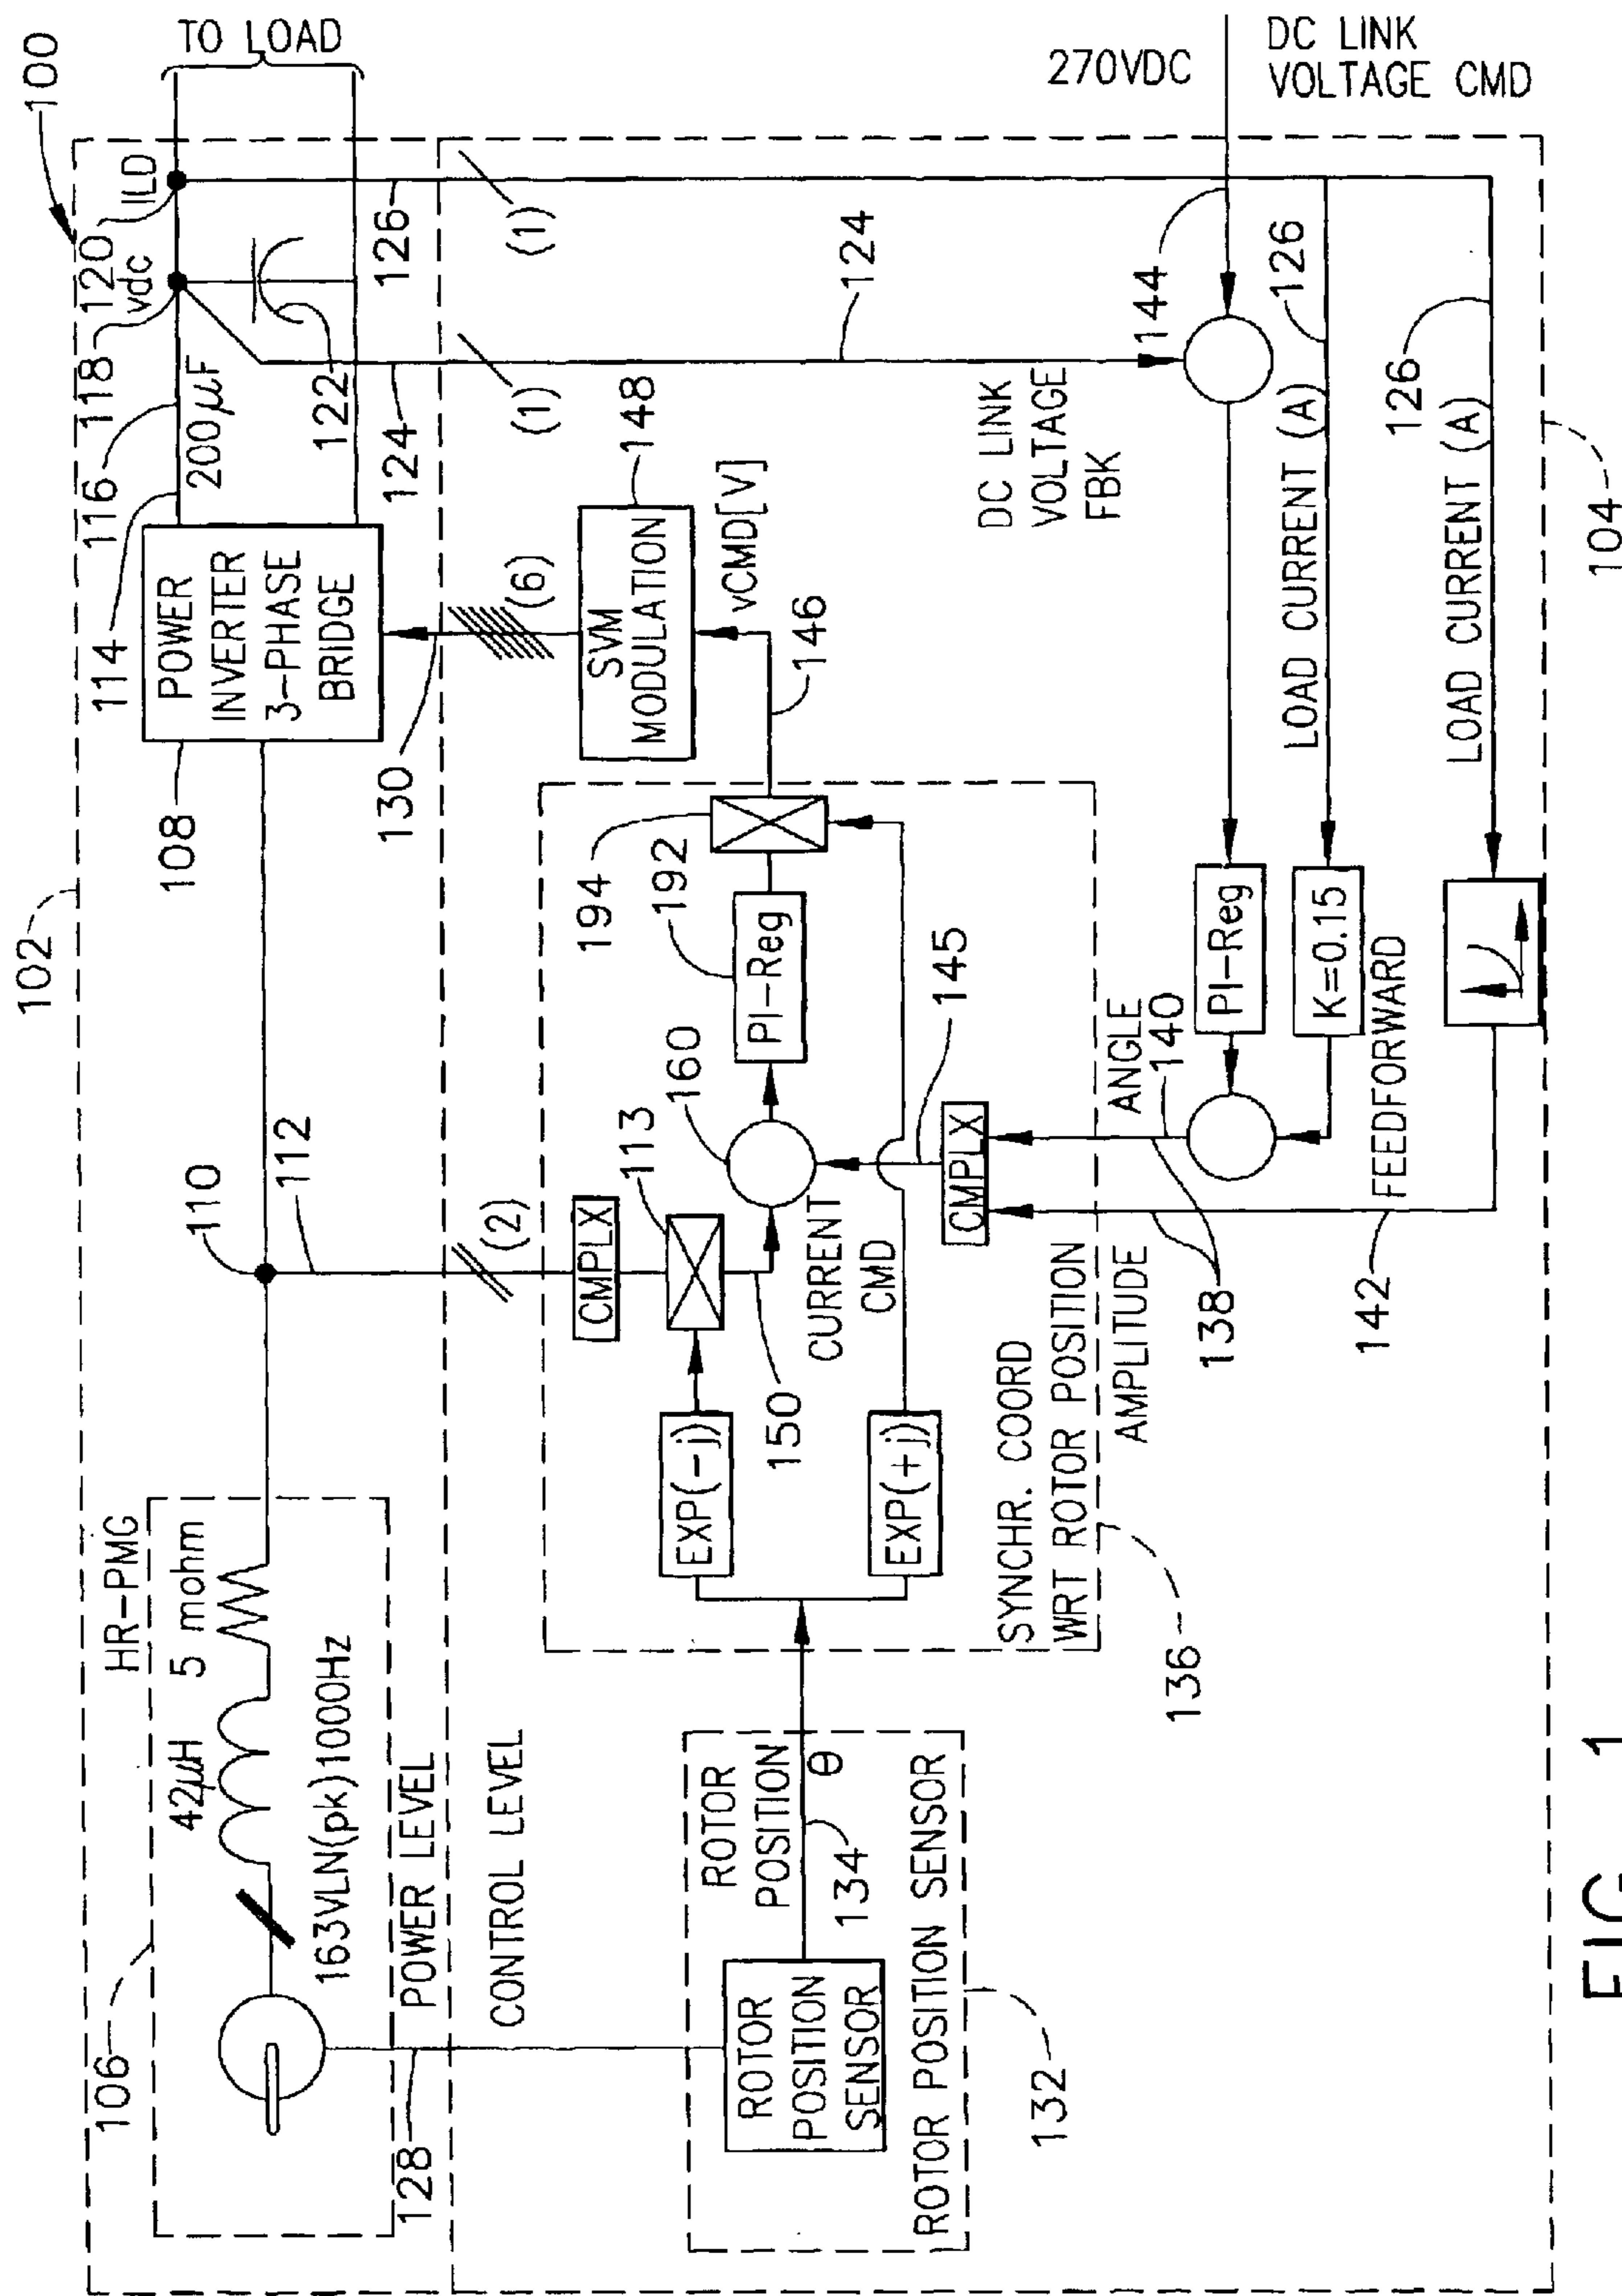 100
TO LOAD
102
HR-PMG
106
42µH
5 mohm
163VLN(pk)1000Hz
110
112
108
POWER
INVERTER
3-PHASE
BRIDGE
114
116
118
120
vdc
ILD
200µF
122
124
126
POWER LEVEL
CONTROL LEVEL
128
130
(2)
(6)
(1)
(1)
CMPLX
113
194
192
160
148
SVM
MODULATION
vCMD[V]
146
124
EXP(-j)
150
PI-Reg
CURRENT
CMD
EXP(+j)
145
CMPLX
SYNCHR. COORD
WRT ROTOR POSITION
136
ROTOR
POSITION
θ
134
ROTOR
POSITION
SENSOR
ROTOR POSITION SENSOR
132
AMPLITUDE
ANGLE
138
140
142
DC LINK
VOLTAGE
FBK
144
270VDC
DC LINK
VOLTAGE CMD
PI-Reg
K=0.15
FEEDFORWARD
LOAD CURRENT (A)
126
LOAD CURRENT (A)
126
104
FIG. 1